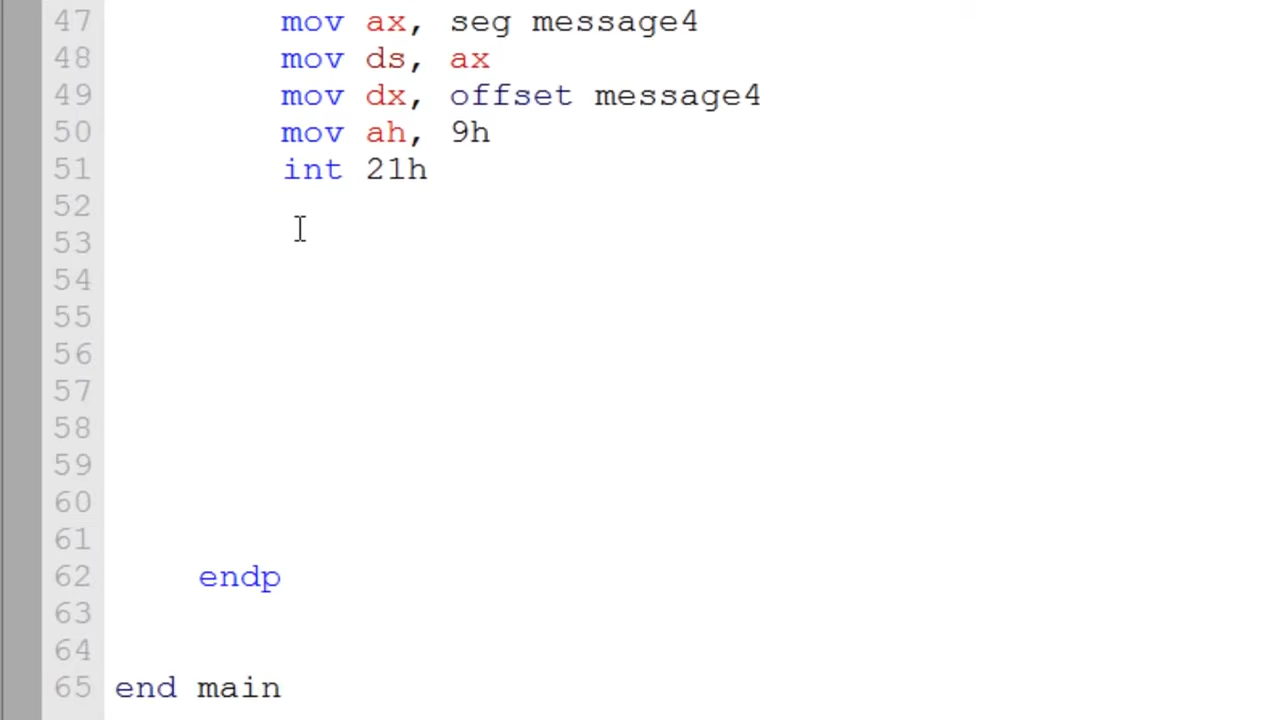 47 mov ax, seg message4
48 mov ds, ax
49 mov dx, offset message4
50 mov ah, 9h
51 int 21h
52
53
54
55
56
57
58
59
60
61
62 endp
63
64
65 end main